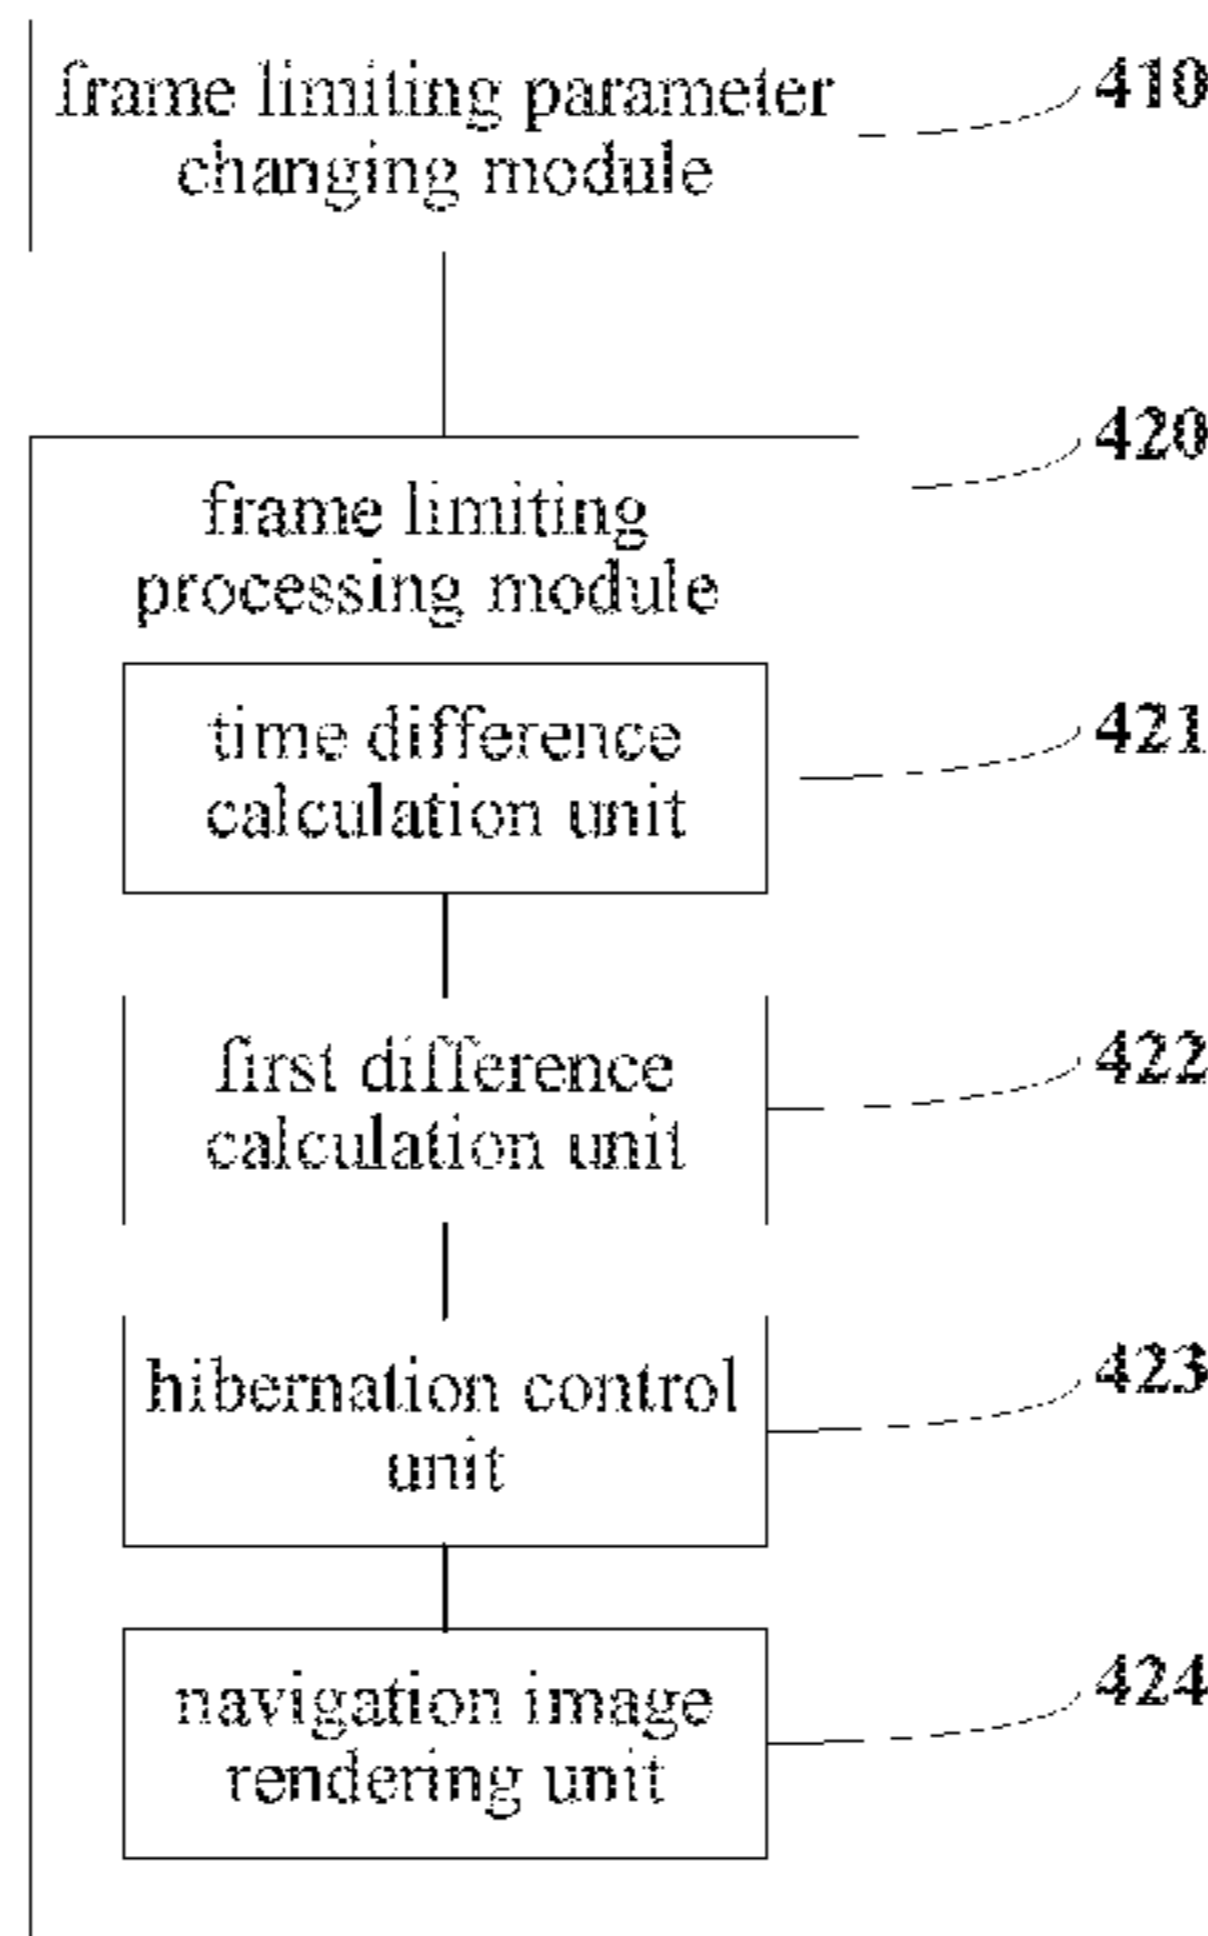 frame limiting parameter
changing module
410
420
frame limiting
processing module
time difference
calculation unit
421
first difference
calculation unit
422
hibernation control
unit
423
navigation image
rendering unit
424